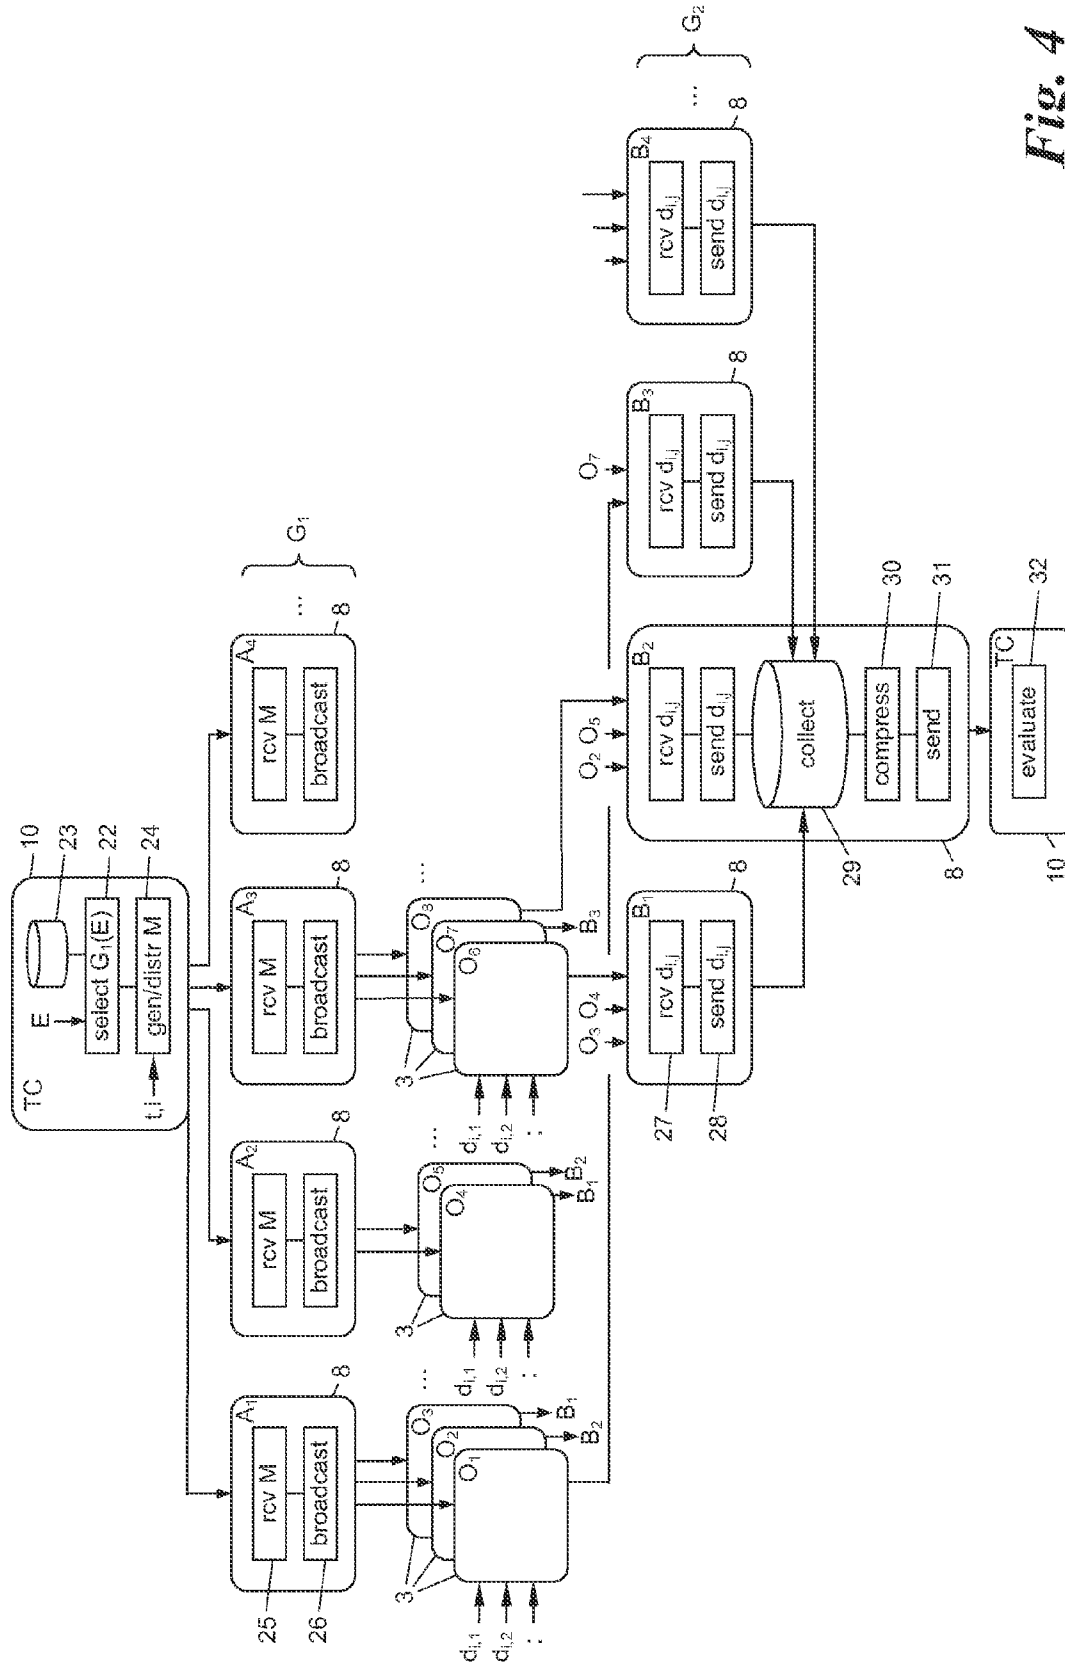 TC
10
23
E
select G₁(E)
22
t,i
gen/distr M
24
A₁
rcv M
broadcast
8
25
26
A₂
rcv M
broadcast
8
A₃
rcv M
broadcast
8
A₄
rcv M
broadcast
8
...
G₁
O₁
O₂
O₃
...
3
dᵢ,₁
dᵢ,₂
:
B₂
B₁
O₄
O₅
...
3
dᵢ,₁
dᵢ,₂
:
B₁
B₂
O₆
O₇
O₈
...
3
dᵢ,₁
dᵢ,₂
:
B₃
O₃ O₄
B₁
rcv dᵢ,ⱼ
send dᵢ,ⱼ
8
27
28
O₂ O₅
B₂
rcv dᵢ,ⱼ
send dᵢ,ⱼ
collect
29
compress
30
send
31
8
O₇
B₃
rcv dᵢ,ⱼ
send dᵢ,ⱼ
8
B₄
rcv dᵢ,ⱼ
send dᵢ,ⱼ
8
...
G₂
TC
evaluate
32
10
Fig. 4